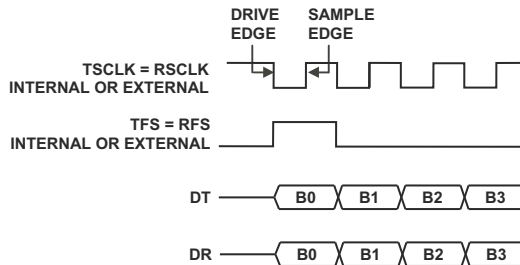 DRIVE EDGE
SAMPLE EDGE
TSCLK = RSCLK
INTERNAL OR EXTERNAL
TFS = RFS
INTERNAL OR EXTERNAL
DT B0 B1 B2 B3
DR B0 B1 B2 B3